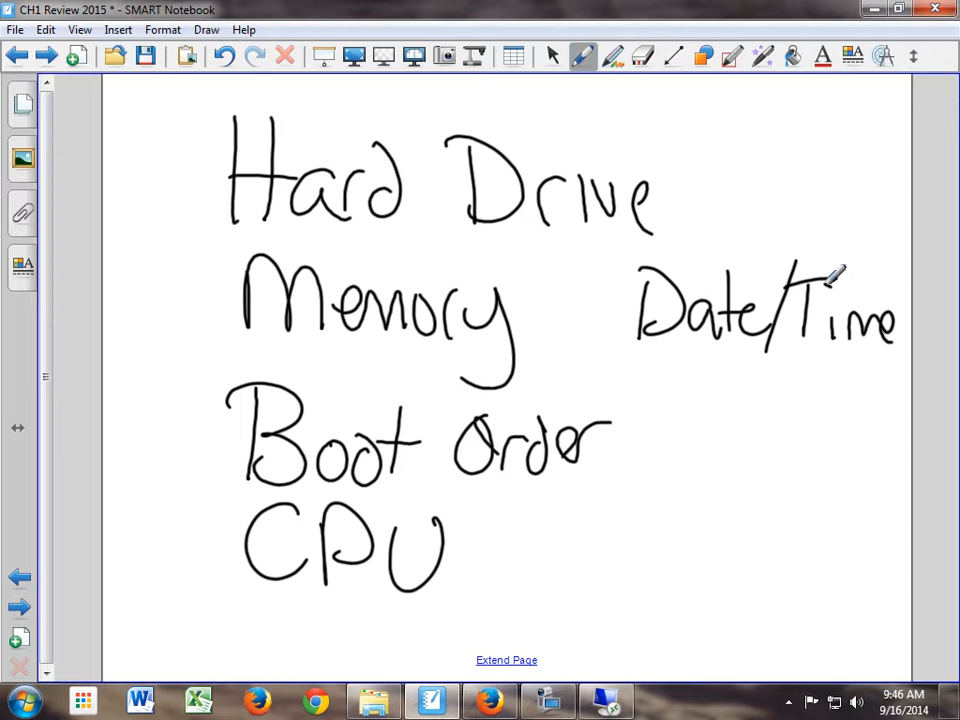 CH1 Review 2015 * - SMART Notebook
File Edit View Insert Format Draw Help
Hard Drive
Memory Date/Time
Boot Order
CPU
Extend Page
9:46 AM
9/16/2014